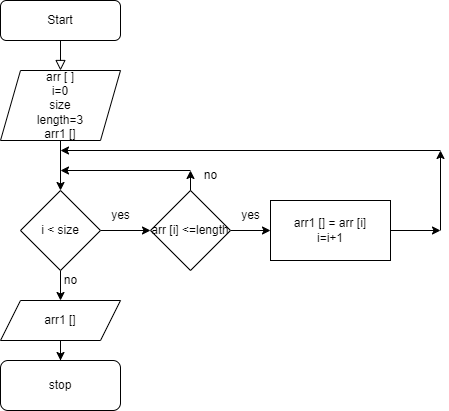 Start
arr [ ]
i=0
size
length=3
arr1 []
no
yes
yes
i < size
arr [i] <=length
arr1 [] = arr [i]
i=i+1
no
arr1 []
stop